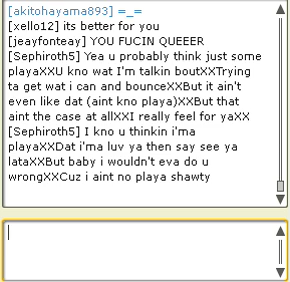 [akitohayama893] =_=
[xello12] its better for you
[jeayfonteay] YOU FUCIN QUEEER
[Sephiroth5] Yea u probably think just some
playaXXU kno wat I'm talkin boutXXTrying
ta get wat i can and bounceXXBut it ain't
even like dat (aint kno playa)XXBut that
aint the case at allXXI really feel for yaXX
[Sephiroth5] I kno u thinkin i'ma
playaXXDat i'ma luv ya then say see ya
lataXXBut baby i wouldn't eva do u
wrongXXCuz i aint no playa shawty